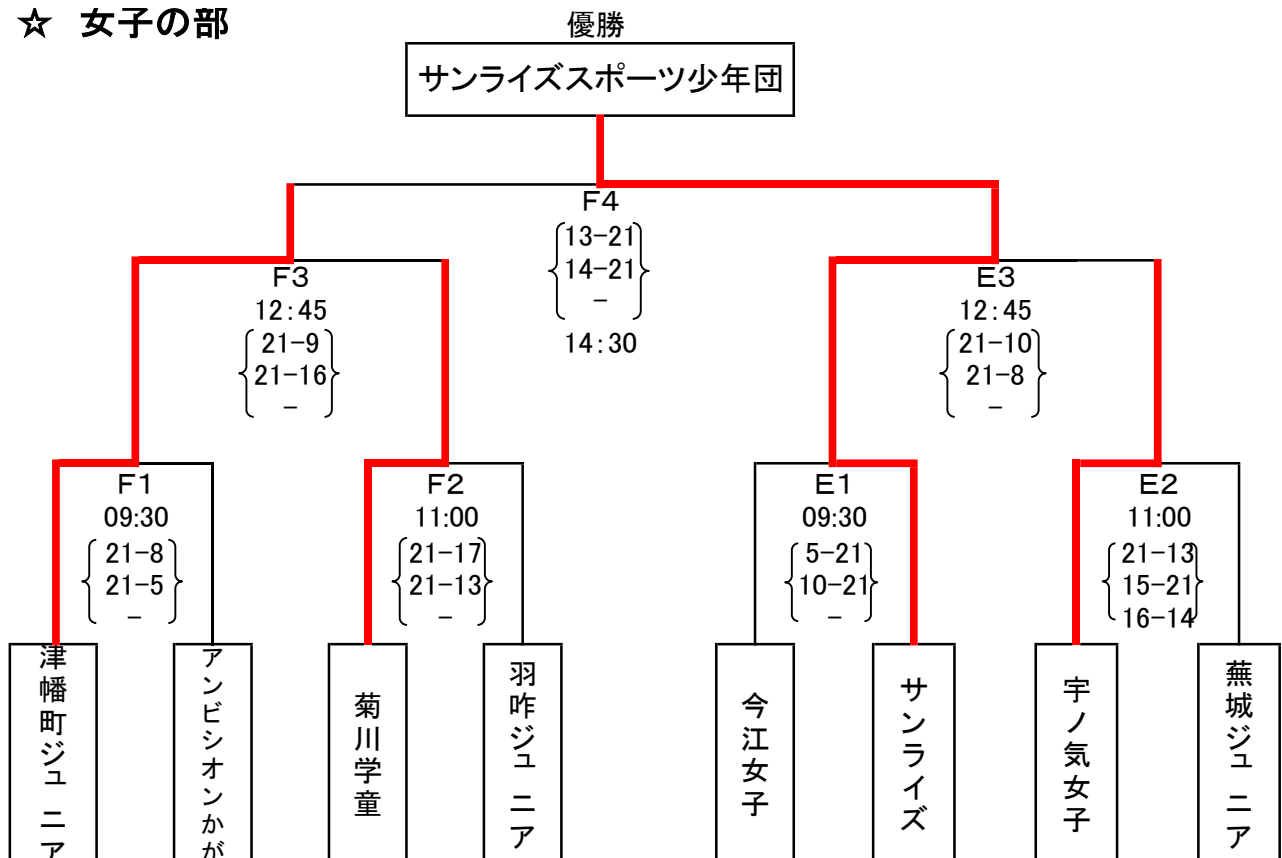 ☆ 女子の部
優勝
サンライズスポーツ少年団
F4
13-21
14-21
-
14:30
F3
12:45
21-9
21-16
-
E3
12:45
21-10
21-8
-
F1
09:30
21-8
21-5
-
F2
11:00
21-17
21-13
-
E1
09:30
5-21
10-21
-
E2
11:00
21-13
15-21
16-14
津幡町ジュニア
アンビシオンかが
菊川学童
羽咋ジュニア
今江女子
サンライズ
宇ノ気女子
蕪城ジュニア